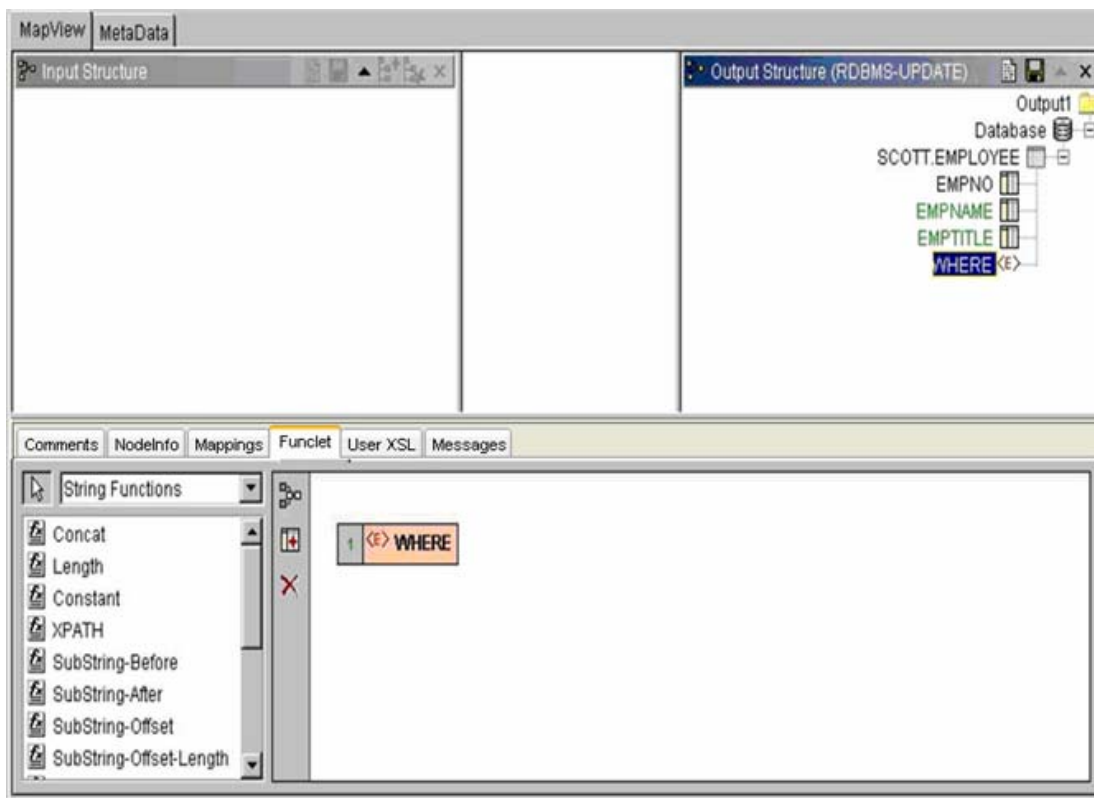 MapView MetaData
Input Structure
Output Structure (RDBMS-UPDATE)
Output1
Database
SCOTT.EMPLOYEE
EMPNO
EMPNAME
EMPTITLE
WHERE <E>
Comments NodeInfo Mappings Funclet User XSL Messages
String Functions
Concat
Length
Constant
XPATH
SubString-Before
SubString-After
SubString-Offset
SubString-Offset-Length
1 <E> WHERE